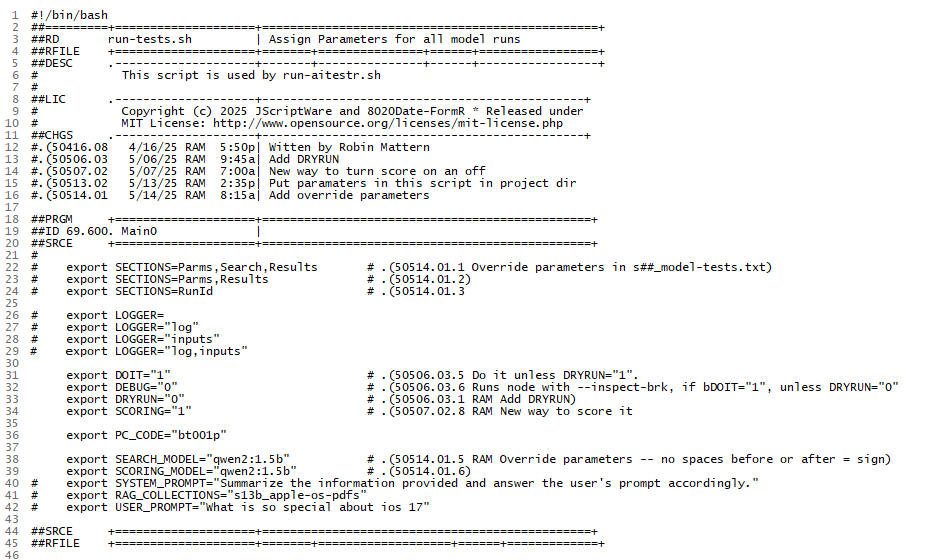 1 #!/bin/bash
2 ##=========+====================+================================================+
3 ##RD       run-tests.sh         | Assign Parameters for all model runs
4 ##RFILE    +====================+=======+===============+======+=================+
5 ##DESC     .--------------------+-------+---------------+------+-----------------+
6 #            This script is used by run-aitestr.sh
7 #
8 ##LIC      .--------------------+----------------------------------------------+
9 #            Copyright (c) 2025 JScriptWare and 8020Date-FormR * Released under
10 #            MIT License: http://www.opensource.org/licenses/mit-license.php
11 ##CHGS     .--------------------+----------------------------------------------+
12 #.(50416.08   4/16/25 RAM  5:50p| Witten by Robin Mattern
13 #.(50506.03   5/06/25 RAM  9:45a| Add DRYRUN
14 #.(50507.02   5/07/25 RAM  7:00a| New way to turn score on an off
15 #.(50513.02   5/13/25 RAM  2:35p| Put paramaters in this script in project dir
16 #.(50514.01   5/14/25 RAM  8:15a| Add override parameters
17
18 ##PRGM     +====================+===============================================+
19 ##ID 69.600. Main0              |
20 ##SRCE     +====================+===============================================+
21 #
22 #    export SECTIONS=Parms,Search,Results       # .(50514.01.1 Override parameters in s##_model-tests.txt)
23 #    export SECTIONS=Parms,Results              # .(50514.01.2)
24 #    export SECTIONS=RunId                      # .(50514.01.3
25
26 #    export LOGGER=
27 #    export LOGGER="log"
28 #    export LOGGER="inputs"
29 #    export LOGGER="log,inputs"
30
31      export DOIT="1"                            # .(50506.03.5 Do it unless DRYRUN="1".
32      export DEBUG="0"                           # .(50506.03.6 Runs node with --inspect-brk, if bDOIT="1", unless DRYRUN="0"
33      export DRYRUN="0"                          # .(50506.03.1 RAM Add DRYRUN)
34      export SCORING="1"                         # .(50507.02.8 RAM New way to score it
35
36      export PC_CODE="bt001p"
37
38      export SEARCH_MODEL="qwen2:1.5b"           # .(50514.01.5 RAM Override parameters -- no spaces before or after = sign)
39      export SCORING_MODEL="qwen2:1.5b"          # .(50514.01.6)
40 #    export SYSTEM_PROMPT="Summarize the information provided and answer the user's prompt accordingly."
41 #    export RAG_COLLECTIONS="s13b_apple-os-pdfs"
42 #    export USER_PROMPT="What is so special about ios 17"
43
44 ##SRCE     +====================+===============================================+
45 ##RFILE    +====================+===========================+======+=============+
46